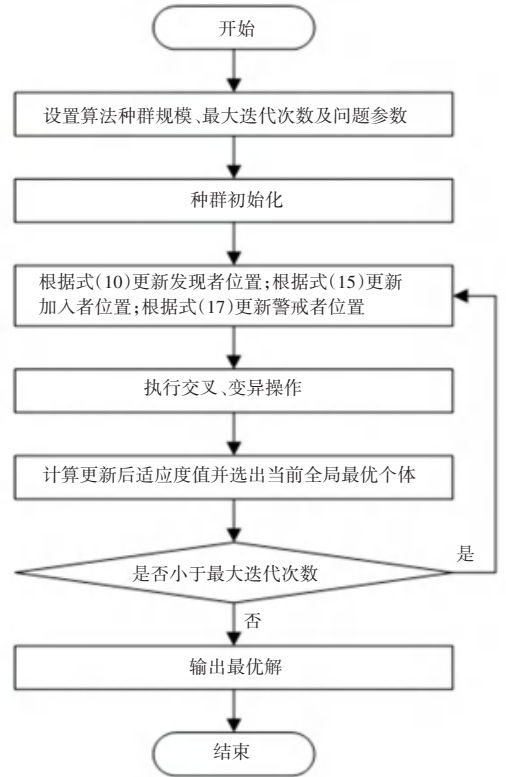 开始
设置算法种群规模、最大迭代次数及问题参数
种群初始化
根据式(10)更新发现者位置;根据式(15)更新
加入者位置;根据式(17)更新警戒者位置
执行交叉、变异操作
计算更新后适应度值并选出当前全局最优个体
是否小于最大迭代次数
是
否
输出最优解
结束